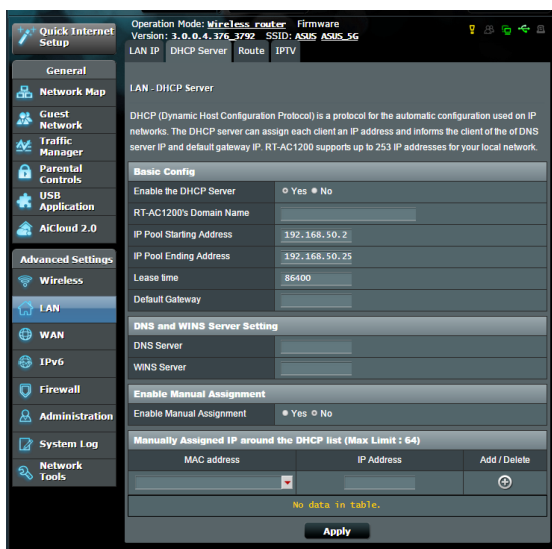 Quick Internet
Setup
Operation Mode: Wireless router Firmware
Version: 3.0.0.4.376_3792 SSID: ASUS ASUS_5G
LAN IP DHCP Server Route IPTV
General
Network Map
Guest
Network
Traffic
Manager
Parental
Controls
USB
Application
AiCloud 2.0
Advanced Settings
Wireless
LAN
WAN
IPv6
Firewall
Administration
System Log
Network
Tools
LAN - DHCP Server
DHCP (Dynamic Host Configuration Protocol) is a protocol for the automatic configuration used on IP
networks. The DHCP server can assign each client an IP address and informs the client of the of DNS
server IP and default gateway IP. RT-AC1200 supports up to 253 IP addresses for your local network.
Basic Config
Enable the DHCP Server Yes No
RT-AC1200's Domain Name
IP Pool Starting Address 192.168.50.2
IP Pool Ending Address 192.168.50.25
Lease time 86400
Default Gateway
DNS and WINS Server Setting
DNS Server
WINS Server
Enable Manual Assignment
Enable Manual Assignment Yes No
Manually Assigned IP around the DHCP list (Max Limit : 64)
MAC address IP Address Add / Delete
No data in table.
Apply